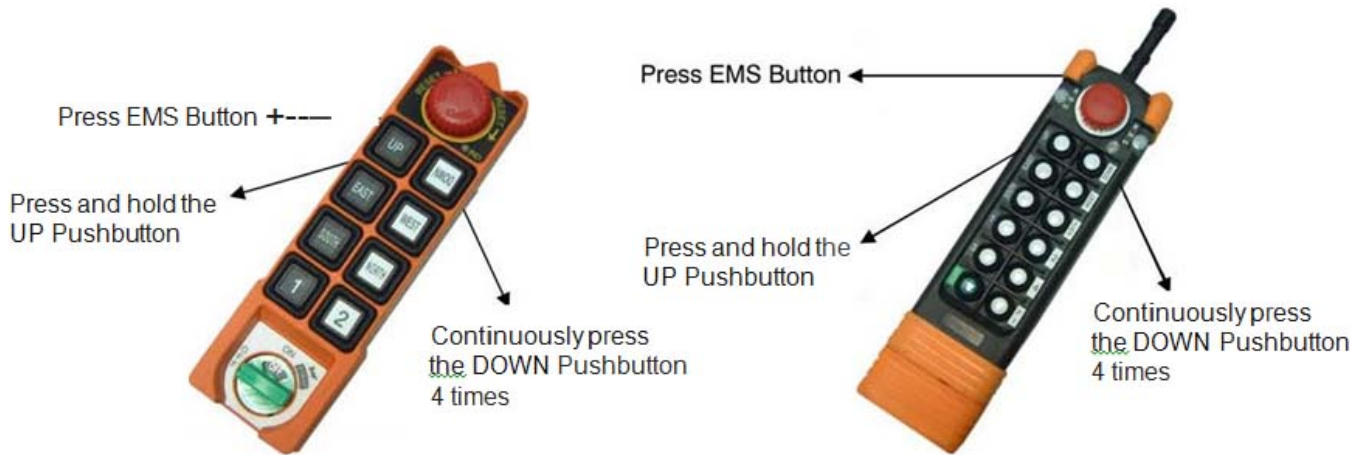 Press EMS Button +----
Press and hold the
UP Pushbutton
RESET
UP
DOWN
EAST
WEST
SOUTH
NORTH
1
2
ON
Continuously press
the DOWN Pushbutton
4 times
Press EMS Button
Press and hold the
UP Pushbutton
Continuously press
the DOWN Pushbutton
4 times